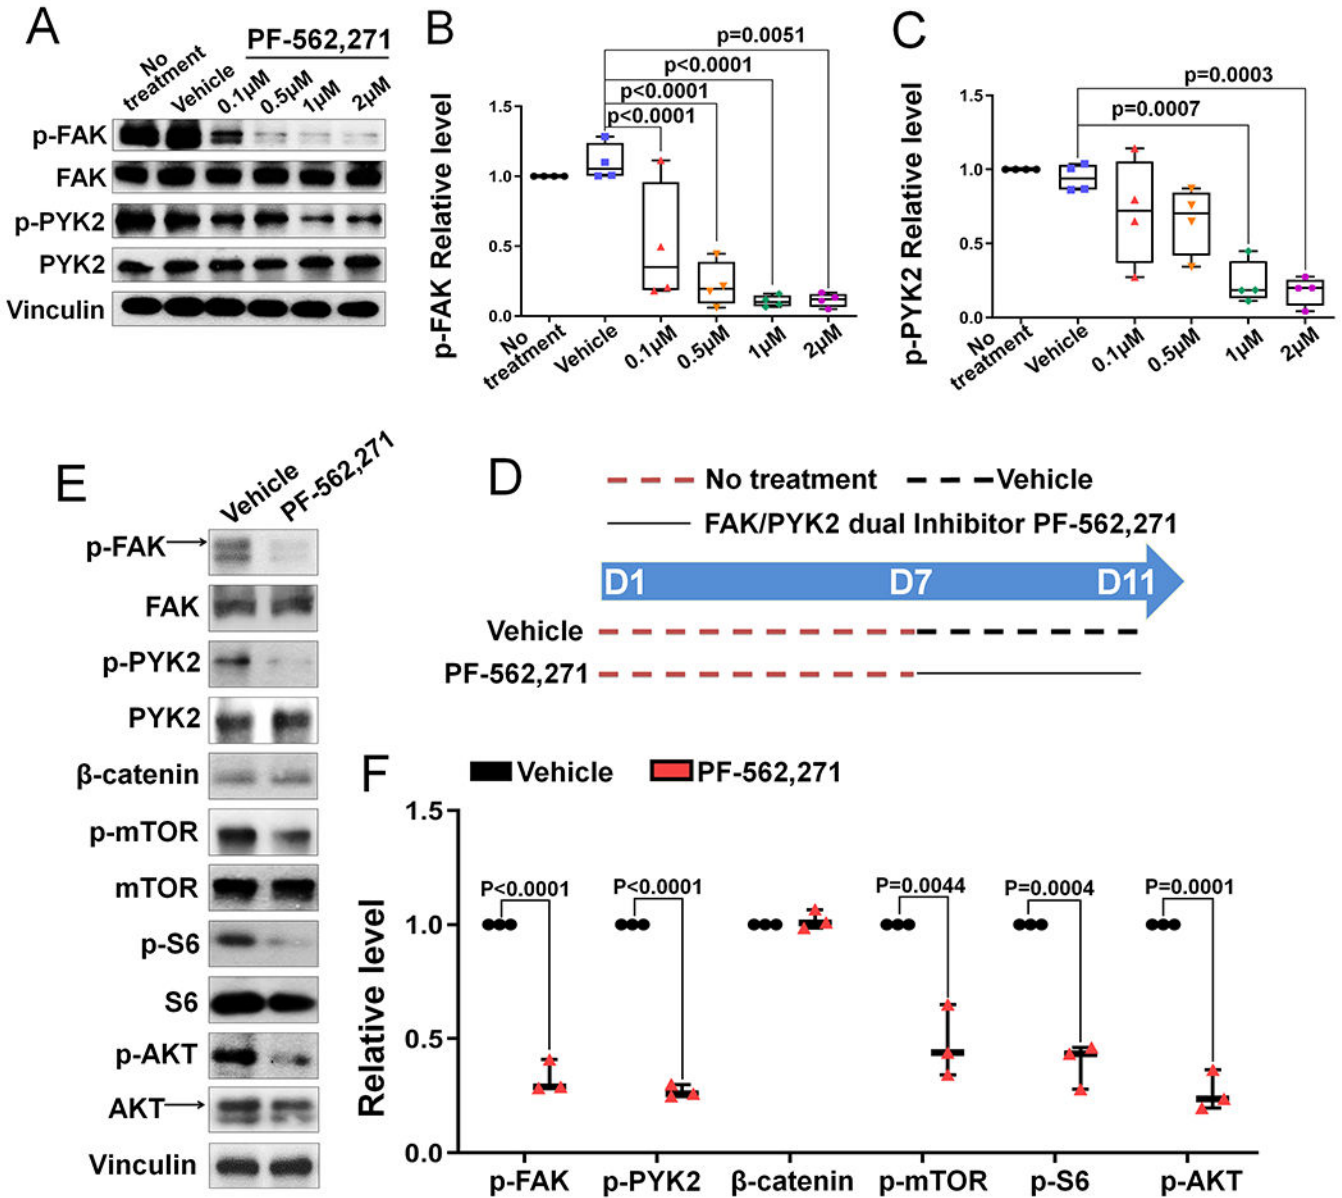 A
PF-562,271
No treatment
Vehicle
0.1µM
0.5µM
1µM
2µM
p-FAK
FAK
p-PYK2
PYK2
Vinculin
B
p-FAK Relative level
p=0.0051
p<0.0001
p<0.0001
p<0.0001
1.5
1.0
0.5
0.0
No treatment
Vehicle
0.1µM
0.5µM
1µM
2µM
C
p-PYK2 Relative level
p=0.0003
p=0.0007
1.5
1.0
0.5
0.0
No treatment
Vehicle
0.1µM
0.5µM
1µM
2µM
E
Vehicle
PF-562,271
p-FAK
FAK
p-PYK2
PYK2
β-catenin
p-mTOR
mTOR
p-S6
S6
p-AKT
AKT
Vinculin
D
No treatment
Vehicle
FAK/PYK2 dual Inhibitor PF-562,271
D1
D7
D11
Vehicle
PF-562,271
F
Vehicle
PF-562,271
Relative level
1.5
1.0
0.5
0.0
P<0.0001
P<0.0001
P=0.0044
P=0.0004
P=0.0001
p-FAK
p-PYK2
β-catenin
p-mTOR
p-S6
p-AKT